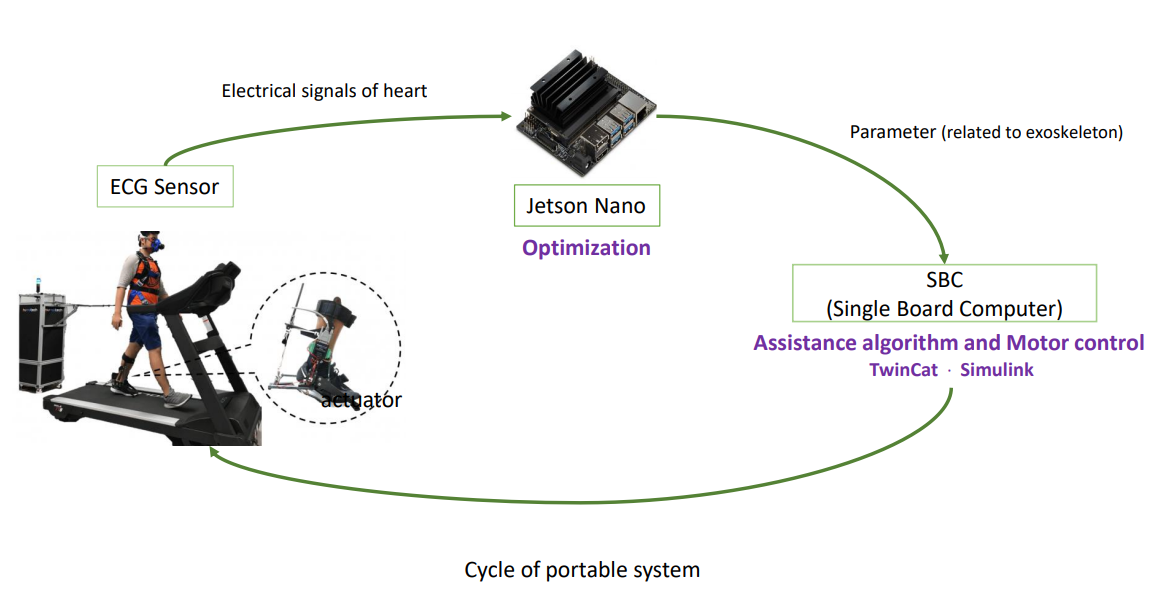 Electrical signals of heart
Parameter (related to exoskeleton)
ECG Sensor
Jetson Nano
Optimization
SBC
(Single Board Computer)
Assistance algorithm and Motor control
TwinCat · Simulink
actuator
Cycle of portable system